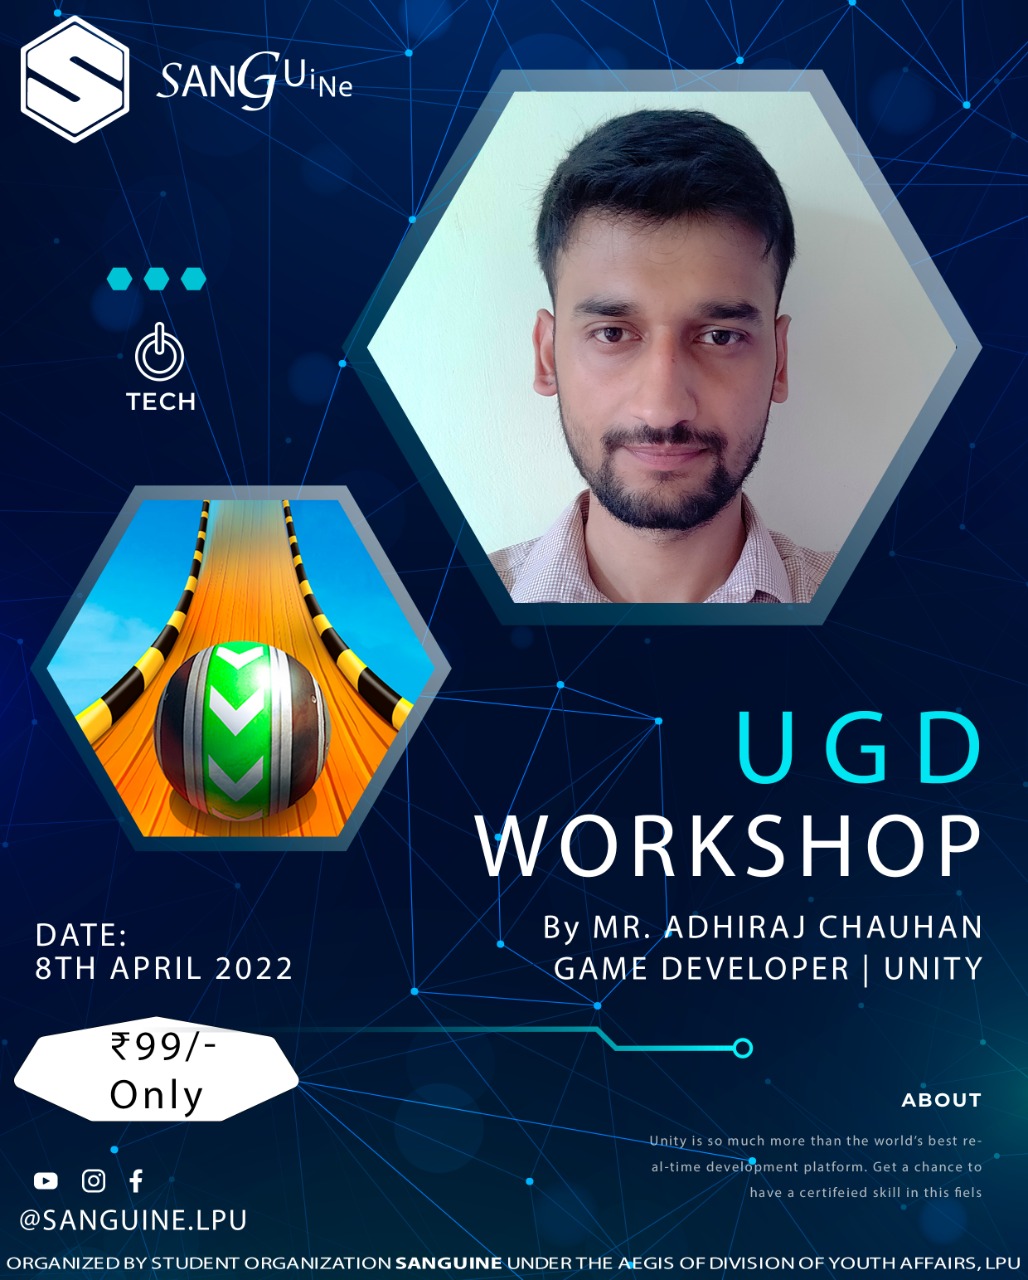 SANGUiNe
TECH
UGD
WORKSHOP
By MR. ADHIRAJ CHAUHAN
GAME DEVELOPER | UNITY
DATE:
8TH APRIL 2022
₹99/-
Only
ABOUT
Unity is so much more than the world's best re-
al-time development platform. Get a chance to
have a certifeied skill in this fiels
@SANGUINE.LPU
ORGANIZED BY STUDENT ORGANIZATION SANGUINE UNDER THE AEGIS OF DIVISION OF YOUTH AFFAIRS, LPU